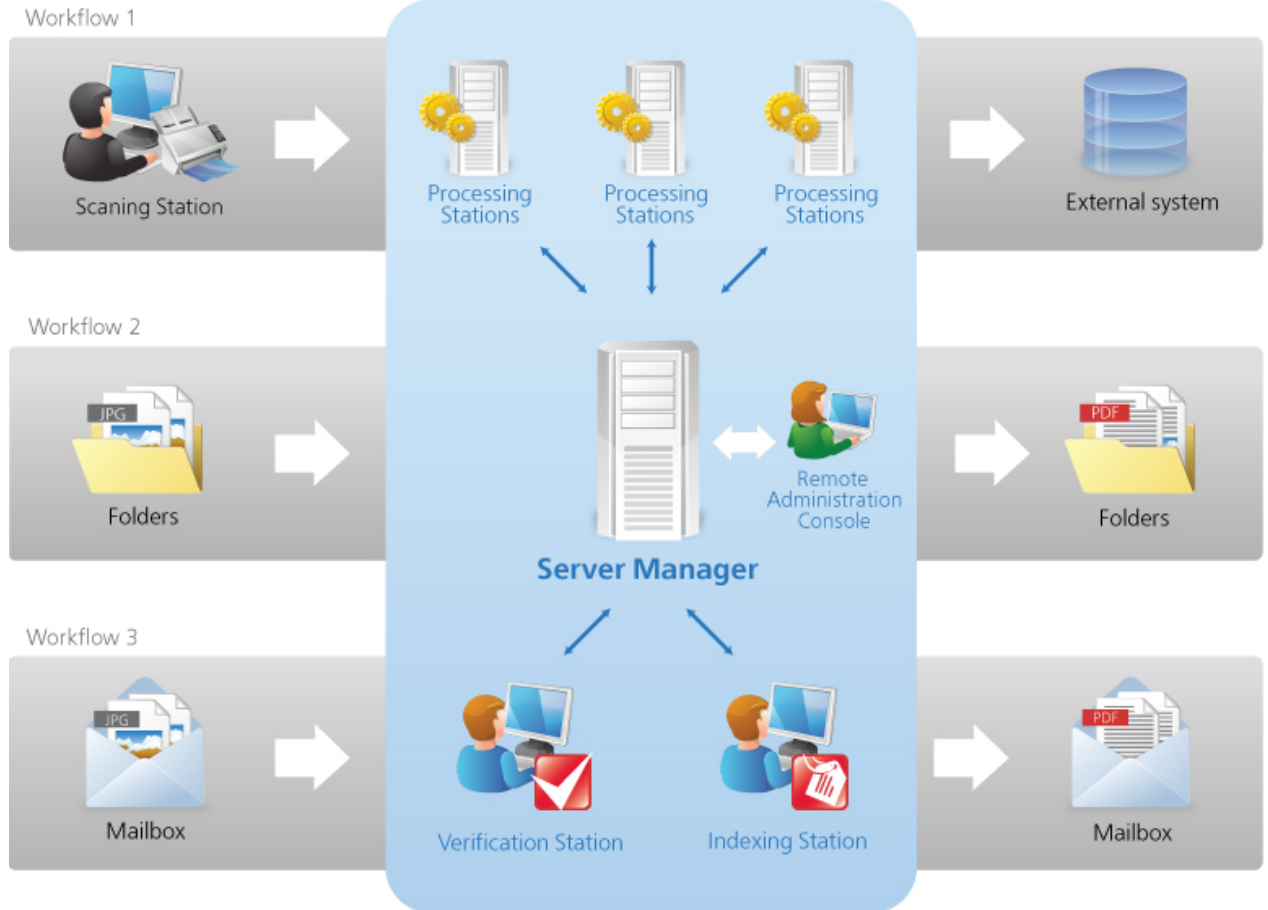 Workflow 1
Scaning Station
Processing
Stations
Processing
Stations
Processing
Stations
External system
Workflow 2
JPG
Folders
Server Manager
Remote
Administration
Console
PDF
Folders
Workflow 3
JPG
Mailbox
Verification Station
Indexing Station
PDF
Mailbox